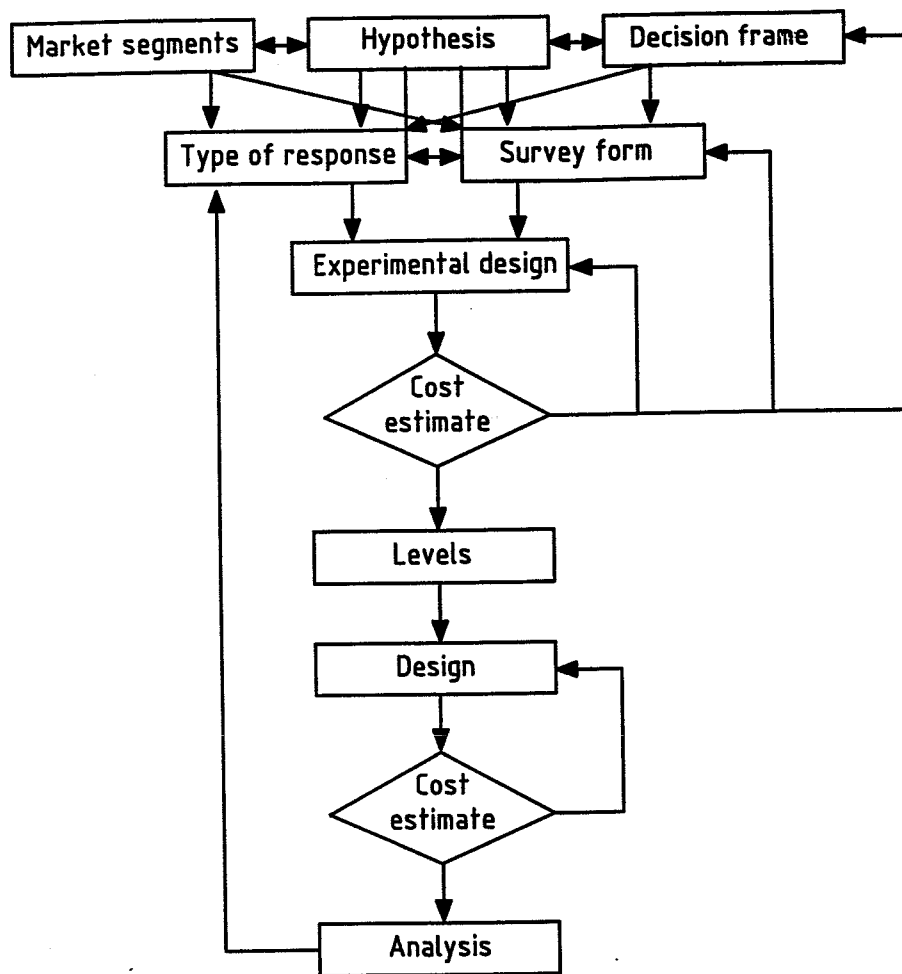 Market segments
Hypothesis
Decision frame
Type of response
Survey form
Experimental design
Cost
estimate
Levels
Design
Cost
estimate
Analysis